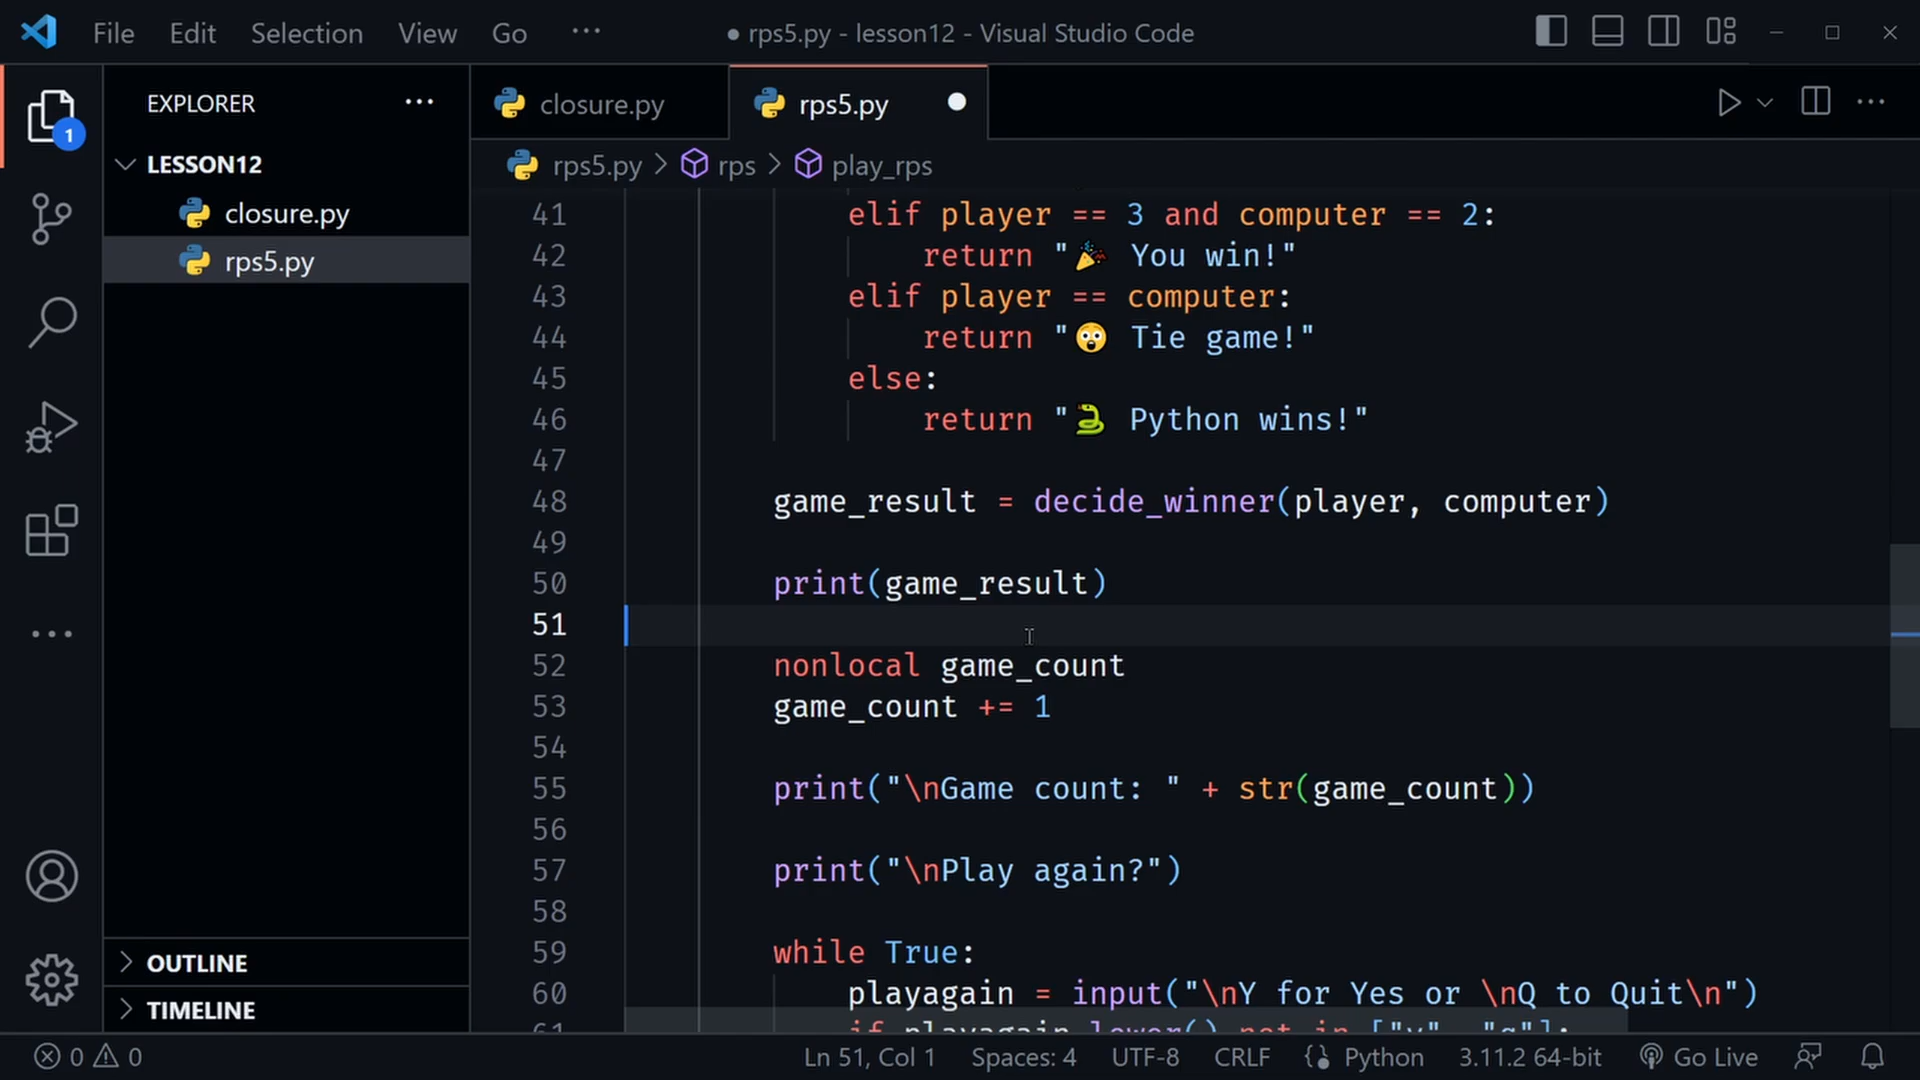 File Edit Selection View Go ··· ● rps5.py - lesson12 - Visual Studio Code
EXPLORER ···
1
LESSON12
closure.py
rps5.py
OUTLINE
TIMELINE
closure.py rps5.py ●
rps5.py > rps > play_rps
41 elif player == 3 and computer == 2:
42 return "🎉 You win!"
43 elif player == computer:
44 return "😲 Tie game!"
45 else:
46 return "🐍 Python wins!"
47
48 game_result = decide_winner(player, computer)
49
50 print(game_result)
51
52 nonlocal game_count
53 game_count += 1
54
55 print("\nGame count: " + str(game_count))
56
57 print("\nPlay again?")
58
59 while True:
60 playagain = input("\nY for Yes or \nQ to Quit\n")
61 if playagain.lower() not in ["y", "q"]:
0 0 Ln 51, Col 1 Spaces: 4 UTF-8 CRLF Python 3.11.2 64-bit Go Live